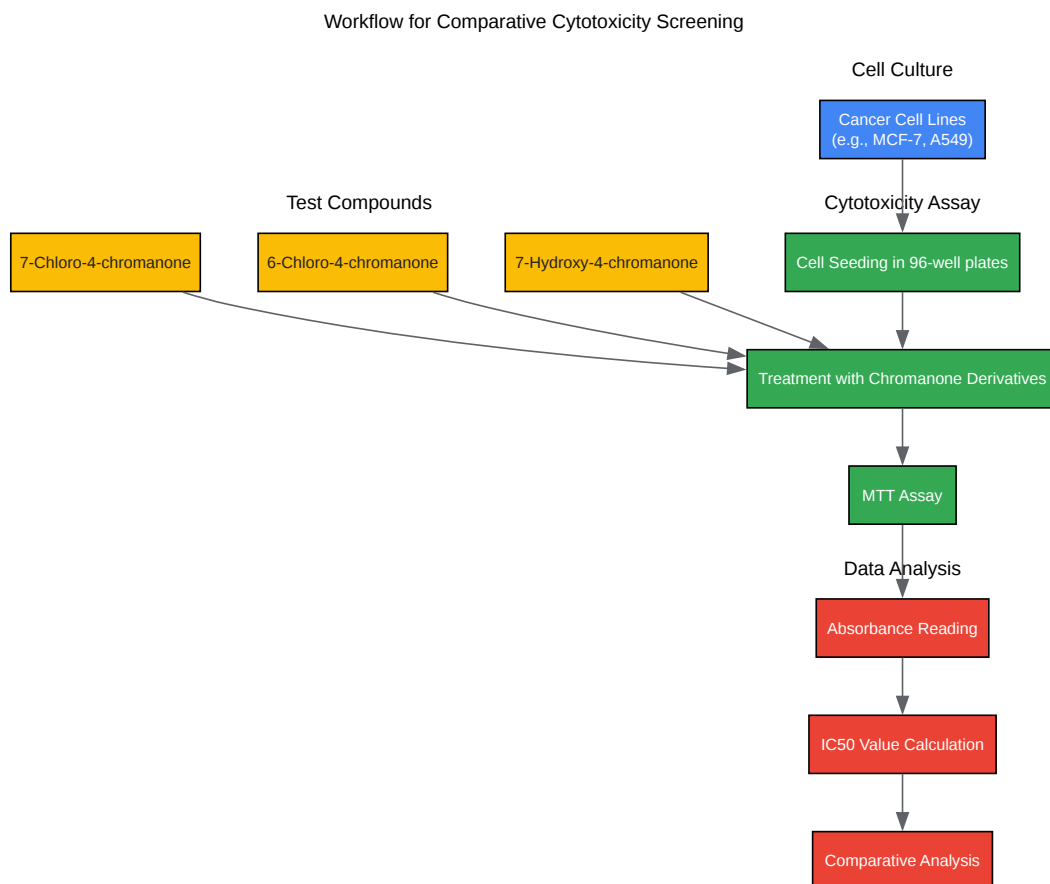 Workflow for Comparative Cytotoxicity Screening
Cell Culture
Cancer Cell Lines
(e.g., MCF-7, A549)
Test Compounds
Cytotoxicity Assay
7-Chloro-4-chromanone
6-Chloro-4-chromanone
7-Hydroxy-4-chromanone
Cell Seeding in 96-well plates
Treatment with Chromanone Derivatives
MTT Assay
Data Analysis
Absorbance Reading
IC50 Value Calculation
Comparative Analysis